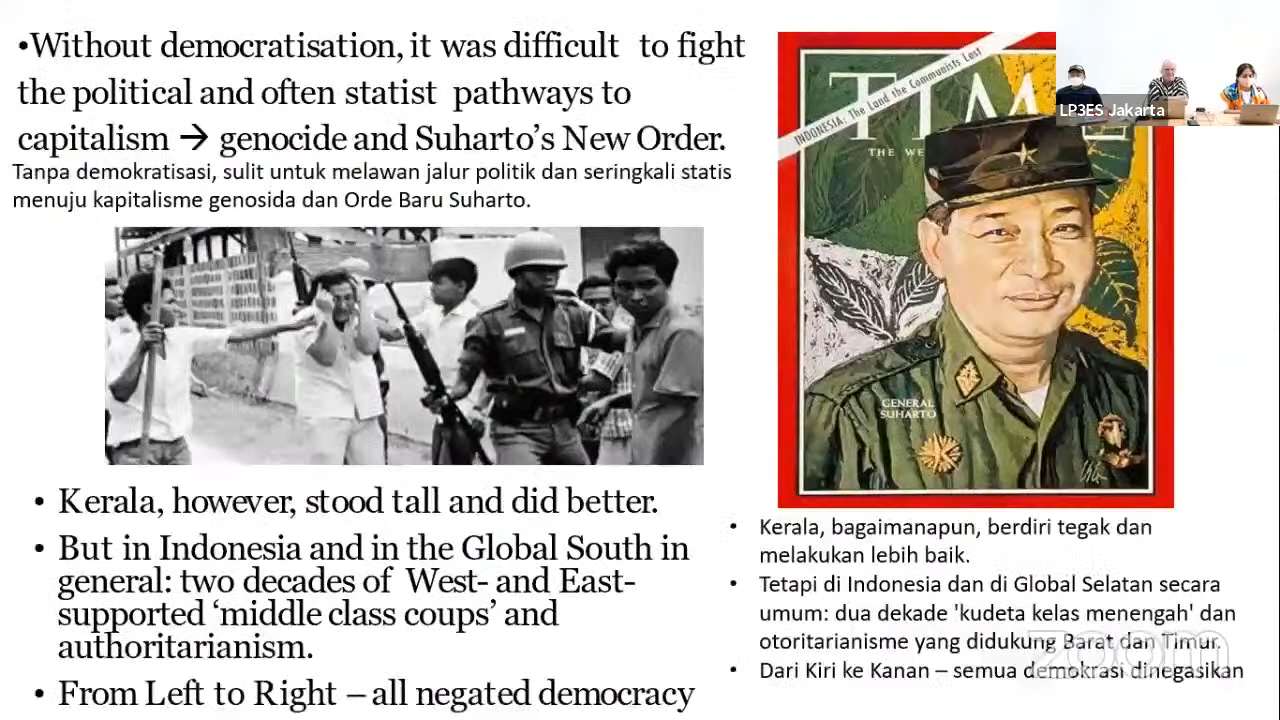 •Without democratisation, it was difficult to fight
the political and often statist pathways to
capitalism → genocide and Suharto's New Order.
Tanpa demokratisasi, sulit untuk melawan jalur politik dan seringkali statis
menuju kapitalisme genosida dan Orde Baru Suharto.
• Kerala, however, stood tall and did better.
• But in Indonesia and in the Global South in
general: two decades of West- and East-
supported 'middle class coups' and
authoritarianism.
• From Left to Right – all negated democracy
INDONESIA: The Land the Communists Lost
TIME
THE WE
GENERAL
SUHARTO
LP3ES Jakarta
• Kerala, bagaimanapun, berdiri tegak dan
melakukan lebih baik.
• Tetapi di Indonesia dan di Global Selatan secara
umum: dua dekade 'kudeta kelas menengah' dan
otoritarianisme yang didukung Barat dan Timur.
• Dari Kiri ke Kanan – semua demokrasi dinegasikan
zoom